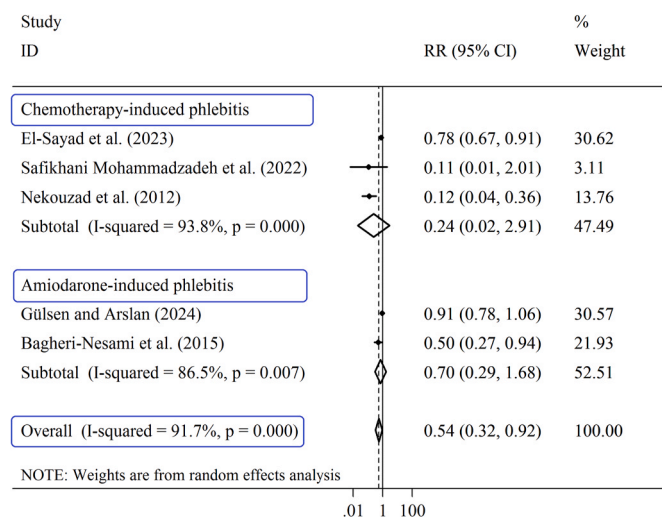 Study %
ID RR (95% CI) Weight
Chemotherapy-induced phlebitis
El-Sayad et al. (2023) 0.78 (0.67, 0.91) 30.62
Safikhani Mohammadzadeh et al. (2022) 0.11 (0.01, 2.01) 3.11
Nekouzad et al. (2012) 0.12 (0.04, 0.36) 13.76
Subtotal (I-squared = 93.8%, p = 0.000) 0.24 (0.02, 2.91) 47.49
Amiodarone-induced phlebitis
Gülsen and Arslan (2024) 0.91 (0.78, 1.06) 30.57
Bagheri-Nesami et al. (2015) 0.50 (0.27, 0.94) 21.93
Subtotal (I-squared = 86.5%, p = 0.007) 0.70 (0.29, 1.68) 52.51
Overall (I-squared = 91.7%, p = 0.000) 0.54 (0.32, 0.92) 100.00
NOTE: Weights are from random effects analysis
.01 1 100